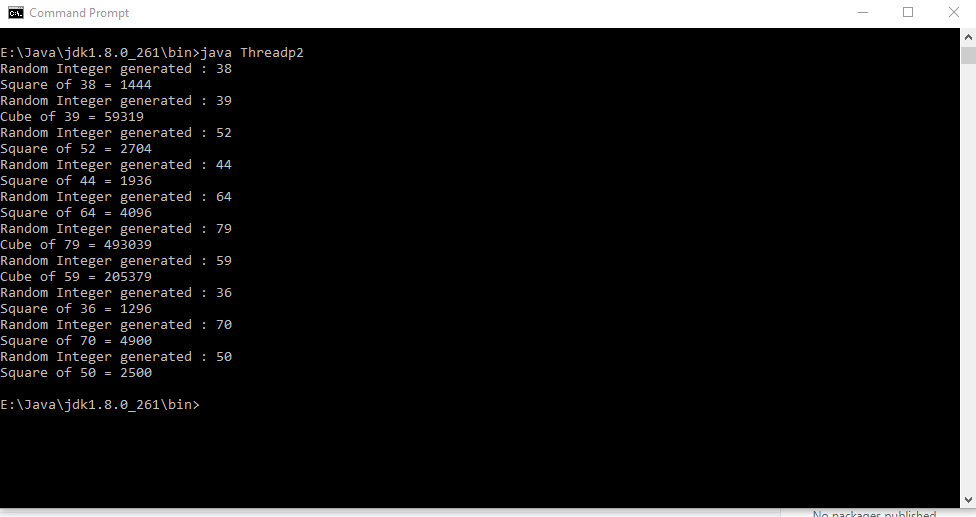 Command Prompt
E:\Java\jdk1.8.0_261\bin>java Threadp2
Random Integer generated : 38
Square of 38 = 1444
Random Integer generated : 39
Cube of 39 = 59319
Random Integer generated : 52
Square of 52 = 2704
Random Integer generated : 44
Square of 44 = 1936
Random Integer generated : 64
Square of 64 = 4096
Random Integer generated : 79
Cube of 79 = 493039
Random Integer generated : 59
Cube of 59 = 205379
Random Integer generated : 36
Square of 36 = 1296
Random Integer generated : 70
Square of 70 = 4900
Random Integer generated : 50
Square of 50 = 2500
E:\Java\jdk1.8.0_261\bin>
No packages published